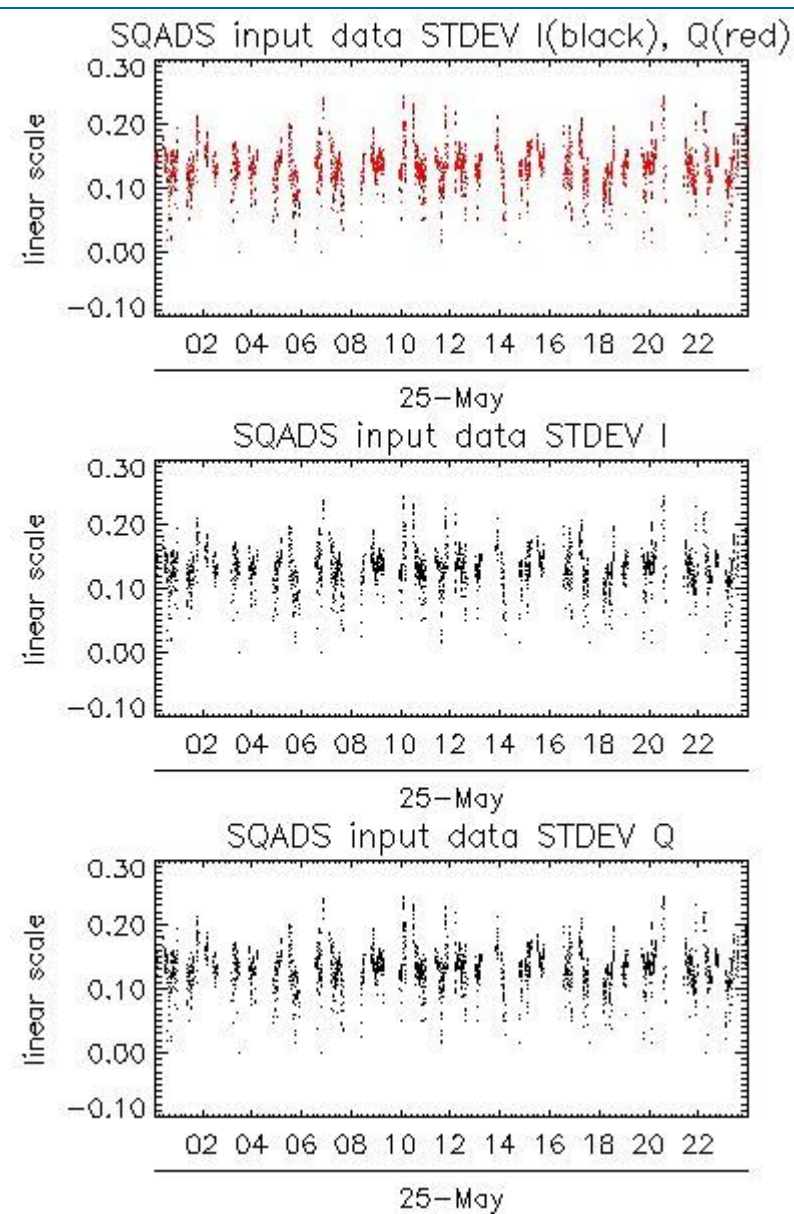 SQADS input data STDEV I(black), Q(red)
0.30
0.20
0.10
0.00
-0.10
linear scale
02 04 06 08 10 12 14 16 18 20 22
25-May
SQADS input data STDEV I
0.30
0.20
0.10
0.00
-0.10
linear scale
02 04 06 08 10 12 14 16 18 20 22
25-May
SQADS input data STDEV Q
0.30
0.20
0.10
0.00
-0.10
linear scale
02 04 06 08 10 12 14 16 18 20 22
25-May